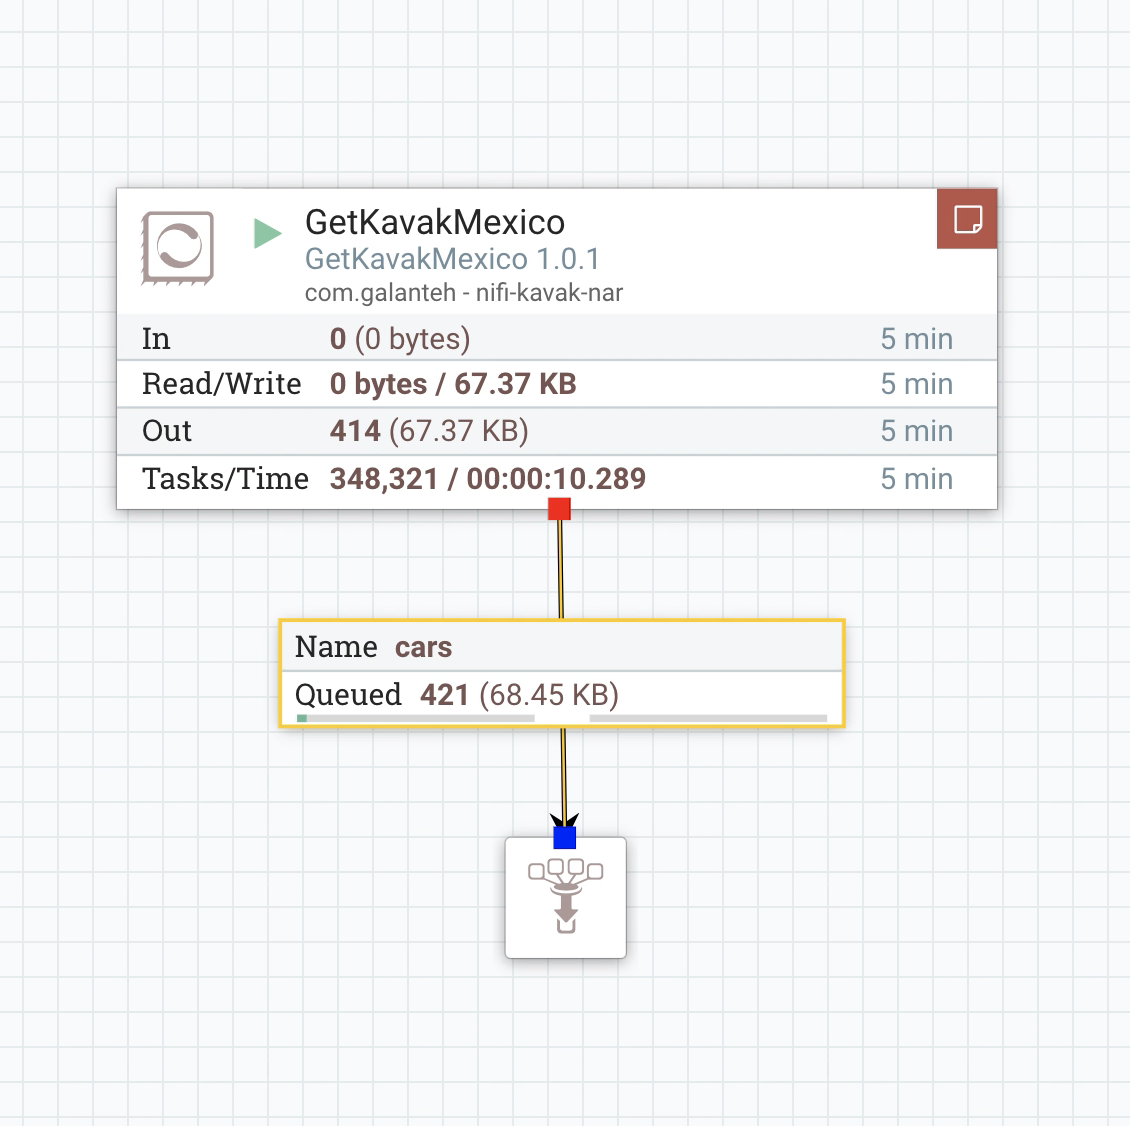 GetKavakMexico
GetKavakMexico 1.0.1
com.galanteh - nifi-kavak-nar
In 0 (0 bytes) 5 min
Read/Write 0 bytes / 67.37 KB 5 min
Out 414 (67.37 KB) 5 min
Tasks/Time 348,321 / 00:00:10.289 5 min
Name cars
Queued 421 (68.45 KB)